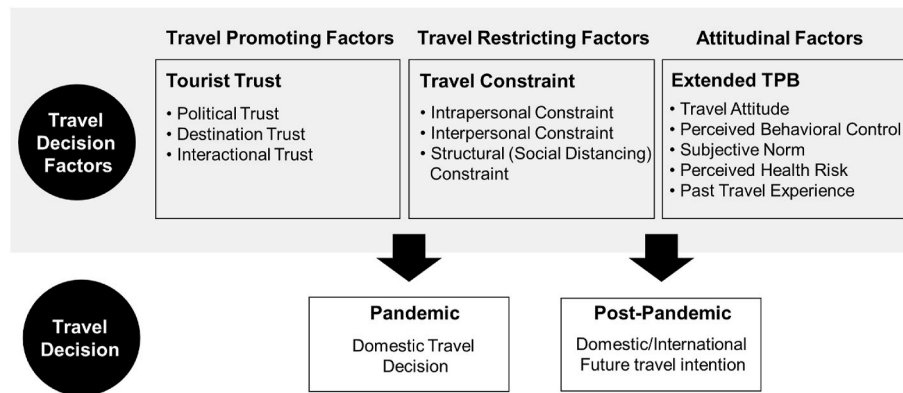 Travel Promoting Factors
Travel Restricting Factors
Attitudinal Factors
Travel
Decision
Factors
Tourist Trust
• Political Trust
• Destination Trust
• Interactional Trust
Travel Constraint
• Intrapersonal Constraint
• Interpersonal Constraint
• Structural (Social Distancing)
Constraint
Extended TPB
• Travel Attitude
• Perceived Behavioral Control
• Subjective Norm
• Perceived Health Risk
• Past Travel Experience
Travel
Decision
Pandemic
Domestic Travel
Decision
Post-Pandemic
Domestic/International
Future travel intention